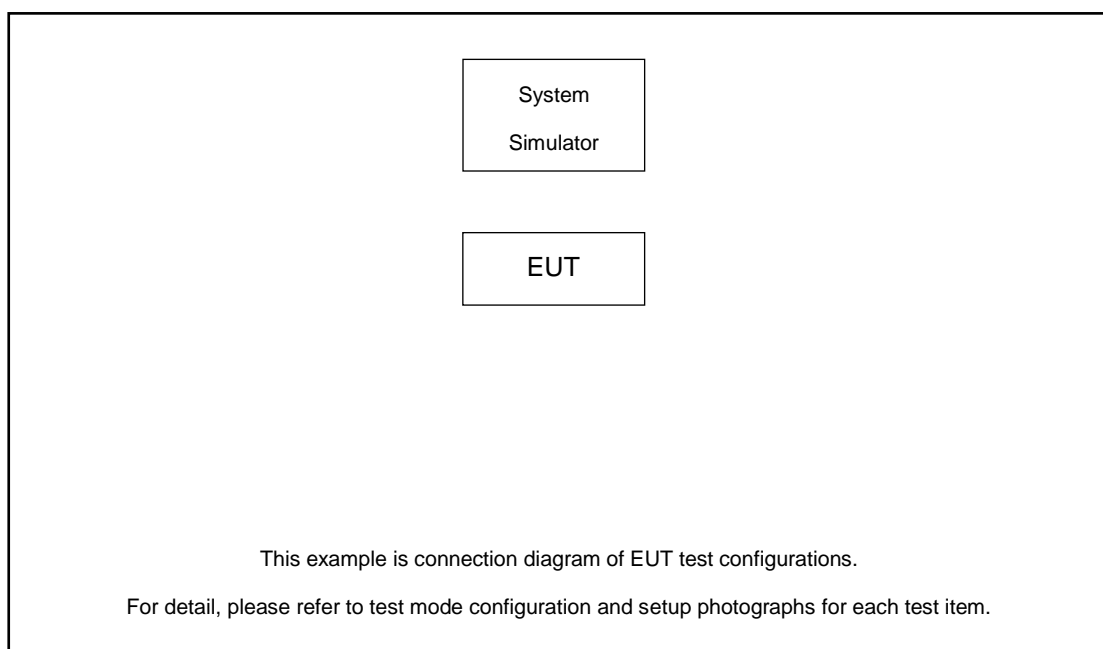 System
Simulator
EUT
This example is connection diagram of EUT test configurations.
For detail, please refer to test mode configuration and setup photographs for each test item.